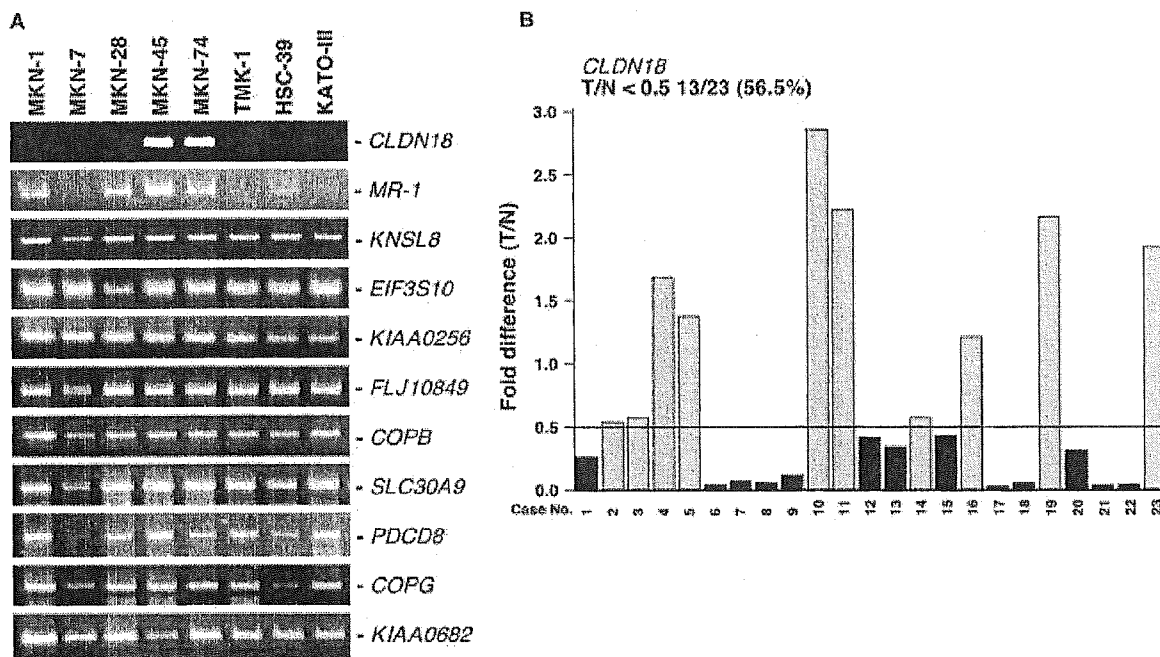 A
MKN-1
MKN-7
MKN-28
MKN-45
MKN-74
TMK-1
HSC-39
KATO-III
- CLDN18
- MR-1
- KNSL8
- EIF3S10
- KIAA0256
- FLJ10849
- COPB
- SLC30A9
- PDCD8
- COPG
- KIAA0682
B
CLDN18
T/N < 0.5 13/23 (56.5%)
Fold difference (T/N)
3.0
2.5
2.0
1.5
1.0
0.5
0.0
Case No. 1 2 3 4 5 6 7 8 9 10 11 12 13 14 15 16 17 18 19 20 21 22 23